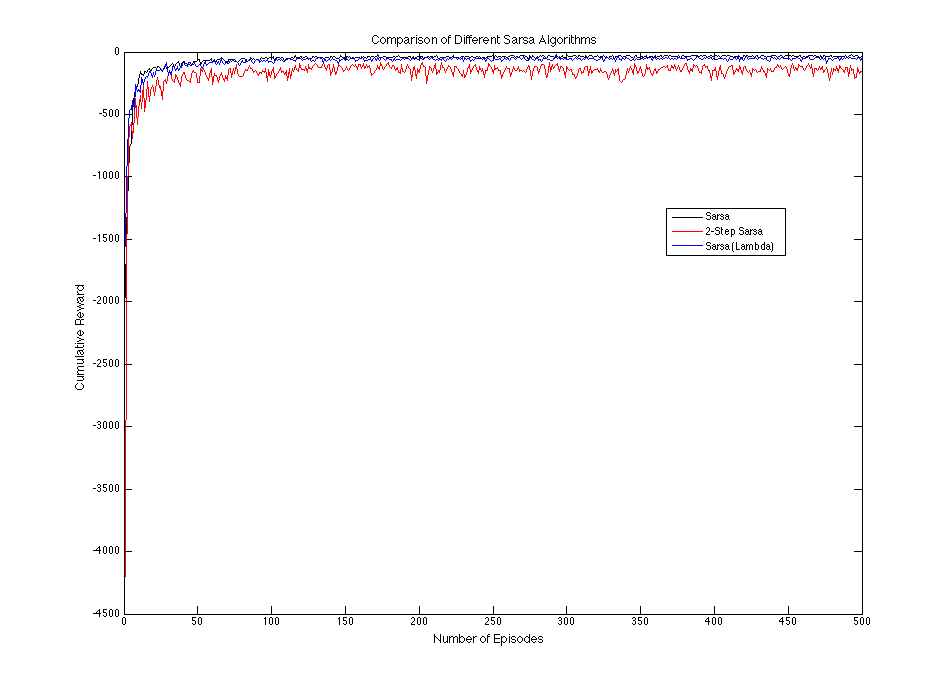 Comparison of Different Sarsa Algorithms
0
-500
-1000
-1500
-2000
-2500
-3000
-3500
-4000
-4500
Cumulative Reward
Sarsa
2-Step Sarsa
Sarsa(Lambda)
0 50 100 150 200 250 300 350 400 450 500
Number of Episodes